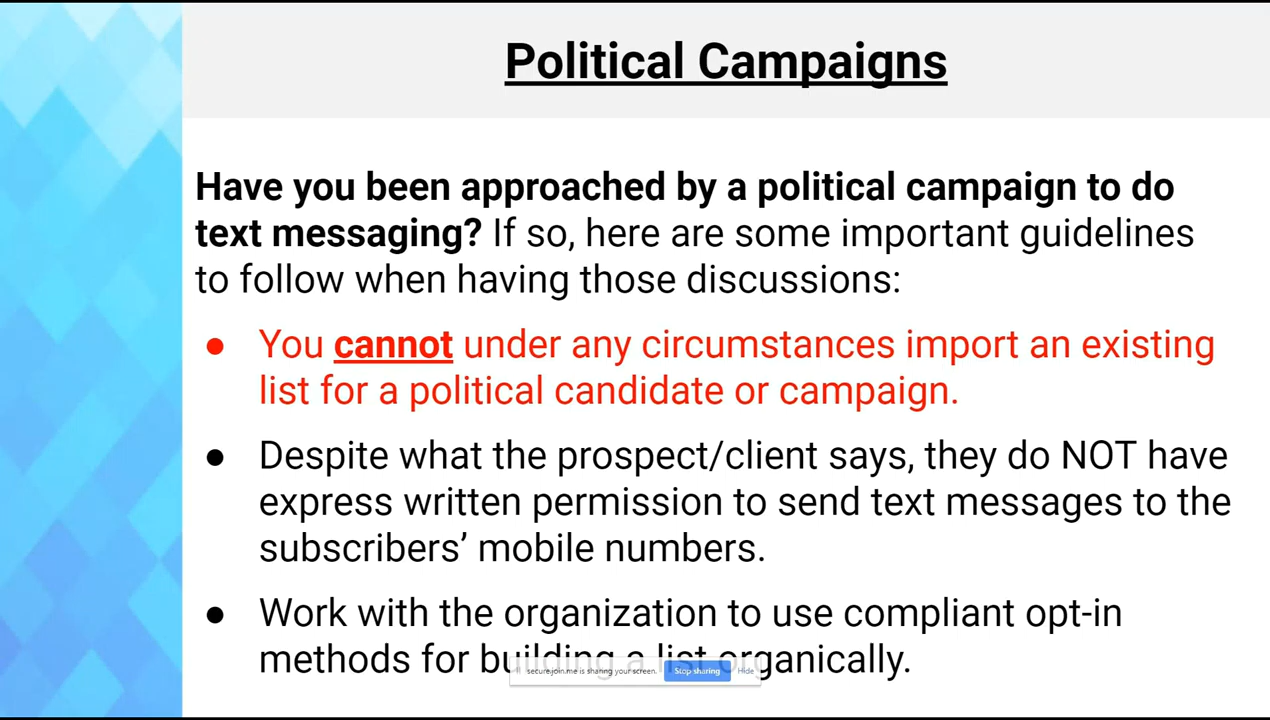 Political Campaigns
Have you been approached by a political campaign to do
text messaging? If so, here are some important guidelines
to follow when having those discussions:
● You cannot under any circumstances import an existing
list for a political candidate or campaign.
● Despite what the prospect/client says, they do NOT have
express written permission to send text messages to the
subscribers’ mobile numbers.
● Work with the organization to use compliant opt-in
methods for building a list organically.
secure.join.me is sharing your screen. Stop sharing Hide